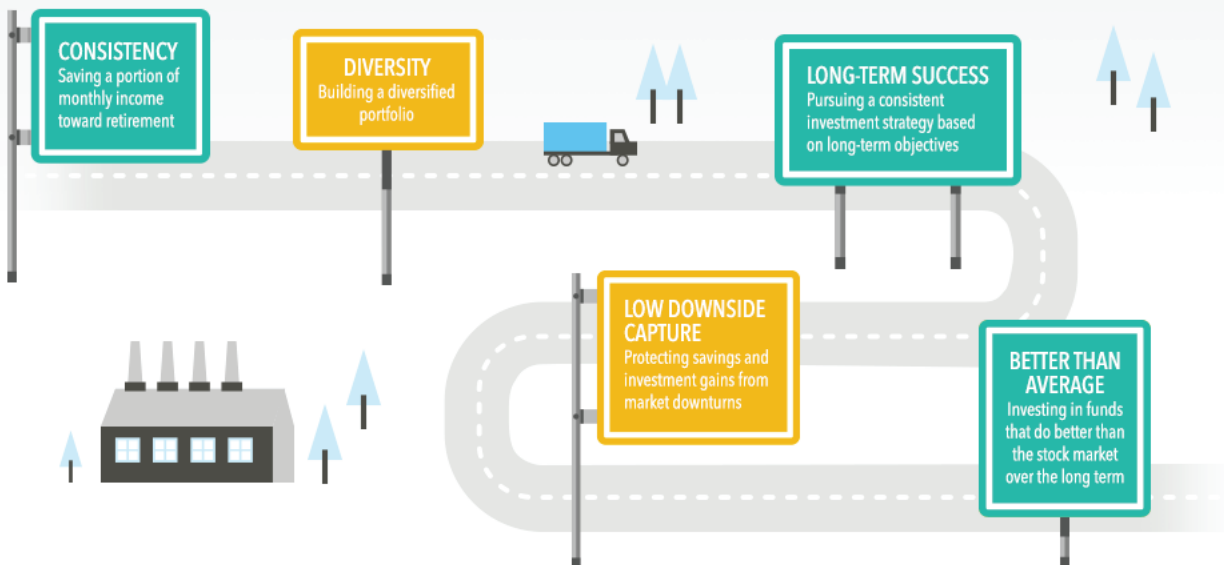 CONSISTENCY
Saving a portion of
monthly income
toward retirement
DIVERSITY
Building a diversified
portfolio
LONG-TERM SUCCESS
Pursuing a consistent
investment strategy based
on long-term objectives
LOW DOWNSIDE
CAPTURE
Protecting savings and
investment gains from
market downturns
BETTER THAN
AVERAGE
Investing in funds
that do better than
the stock market
over the long term